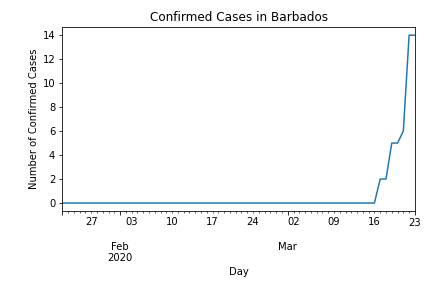 Confirmed Cases in Barbados
14
12
10
8
6
4
2
0
Number of Confirmed Cases
27 03 10 17 24 02 09 16 23
Feb Mar
2020
Day